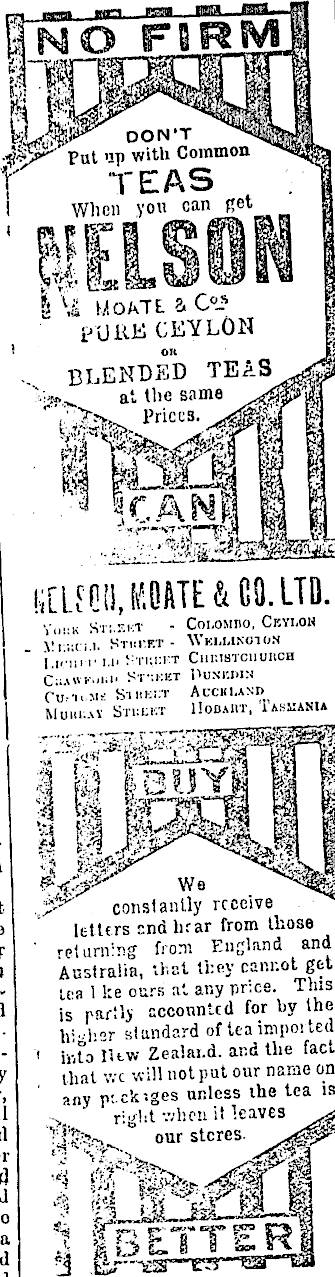 NO FIRM
DON'T
Put up with Common
TEAS
When you can get
NELSON
MOATE & Cos
PURE CEYLON
OR
BLENDED TEAS
at the same
Prices.
CAN
NELSON, MOATE & CO. LTD.
YORK STREET - COLOMBO, CEYLON
MERCER STREET - WELLINGTON
LICHFIELD STREET CHRISTCHURCH
CRAWFORD STREET DUNEDIN
CUSTOMS STREET AUCKLAND
MURRAY STREET HOBART, TASMANIA
BUY
We
constantly receive
letters and hear from those
returning from England and
Australia, that they cannot get
tea like ours at any price. This
is partly accounted for by the
higher standard of tea imported
into New Zealand. and the fact
that we will not put our name on
any packages unless the tea is
right when it leaves
our stores.
BETTER